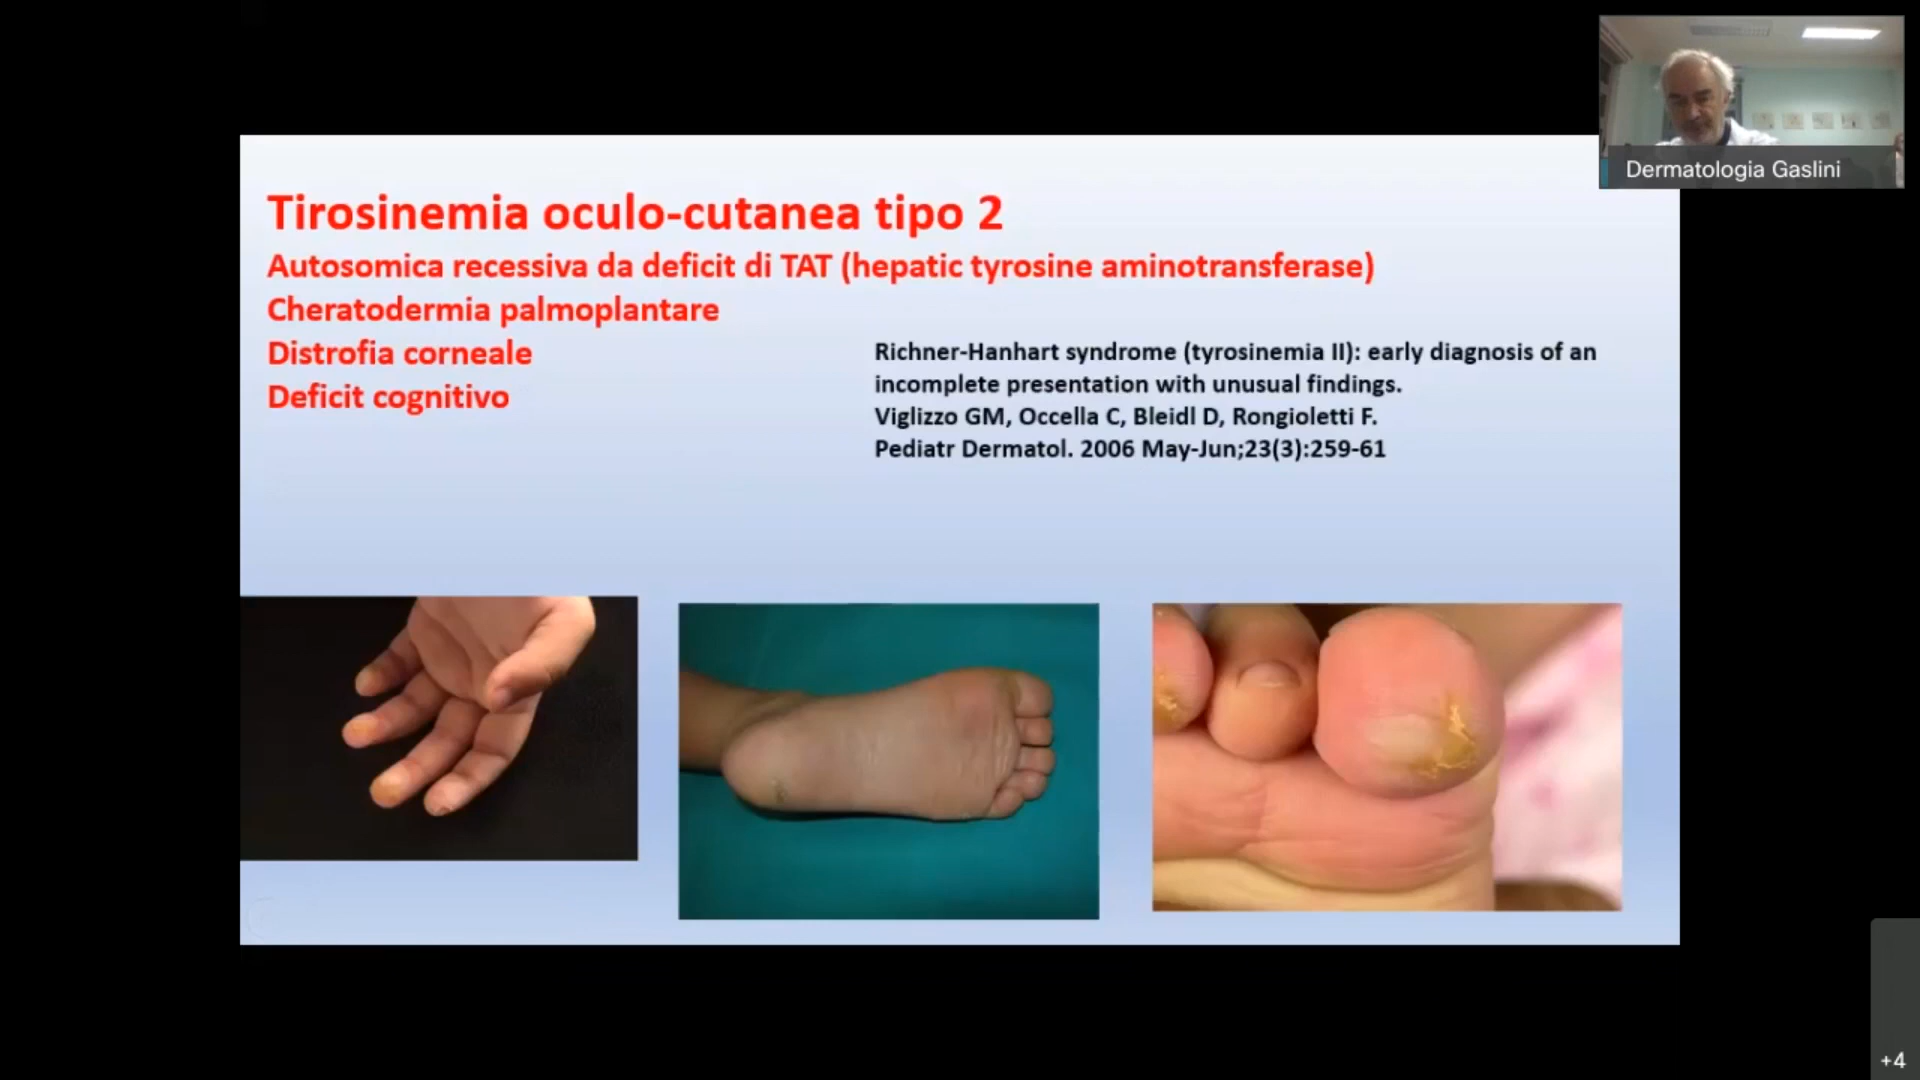 Dermatologia Gaslini
Tirosinemia oculo-cutanea tipo 2
Autosomica recessiva da deficit di TAT (hepatic tyrosine aminotransferase)
Cheratodermia palmoplantare
Distrofia corneale
Deficit cognitivo
Richner-Hanhart syndrome (tyrosinemia II): early diagnosis of an
incomplete presentation with unusual findings.
Viglizzo GM, Occella C, Bleidl D, Rongioletti F.
Pediatr Dermatol. 2006 May-Jun;23(3):259-61
+4